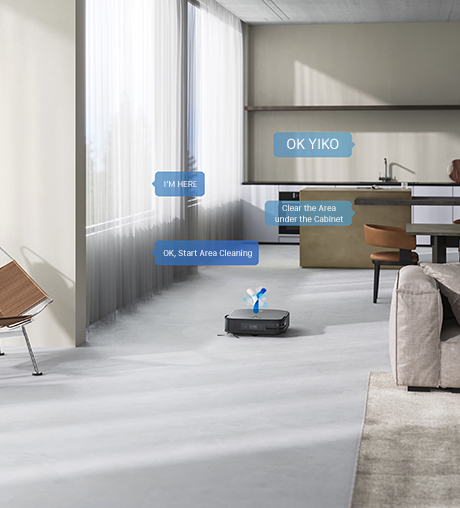 OK YIKO
I'M HERE
Clear the Area
under the Cabinet
OK, Start Area Cleaning